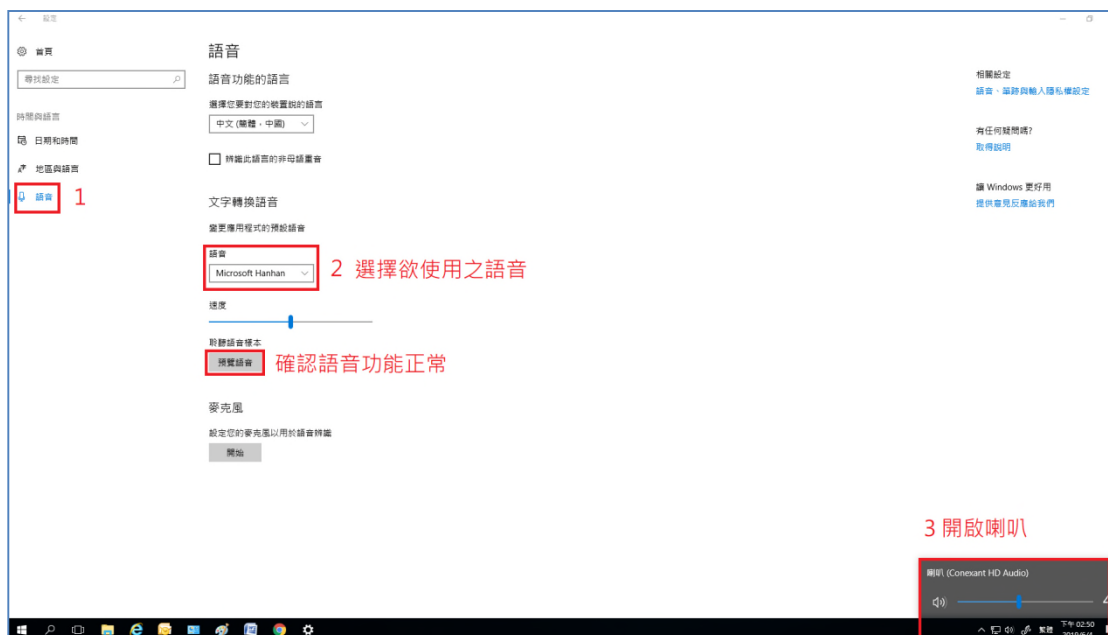 設定
首頁
尋找設定
時間與語言
日期和時間
地區與語言
語音
1
語音
語音功能的語言
選擇您要對您的裝置說的語言
中文 (簡體，中國)
辨識此語言的非母語重音
文字轉換語音
變更應用程式的預設語音
語音
Microsoft Hanhan
2 選擇欲使用之語音
速度
聆聽語音樣本
預覽語音
確認語音功能正常
麥克風
設定您的麥克風以用於語音辨識
開始
相關設定
語音、筆跡與輸入隱私權設定
有任何疑問嗎?
取得說明
讓 Windows 更好用
提供意見反應給我們
3 開啟喇叭
喇叭 (Conexant HD Audio)
繁體
下午 02:50